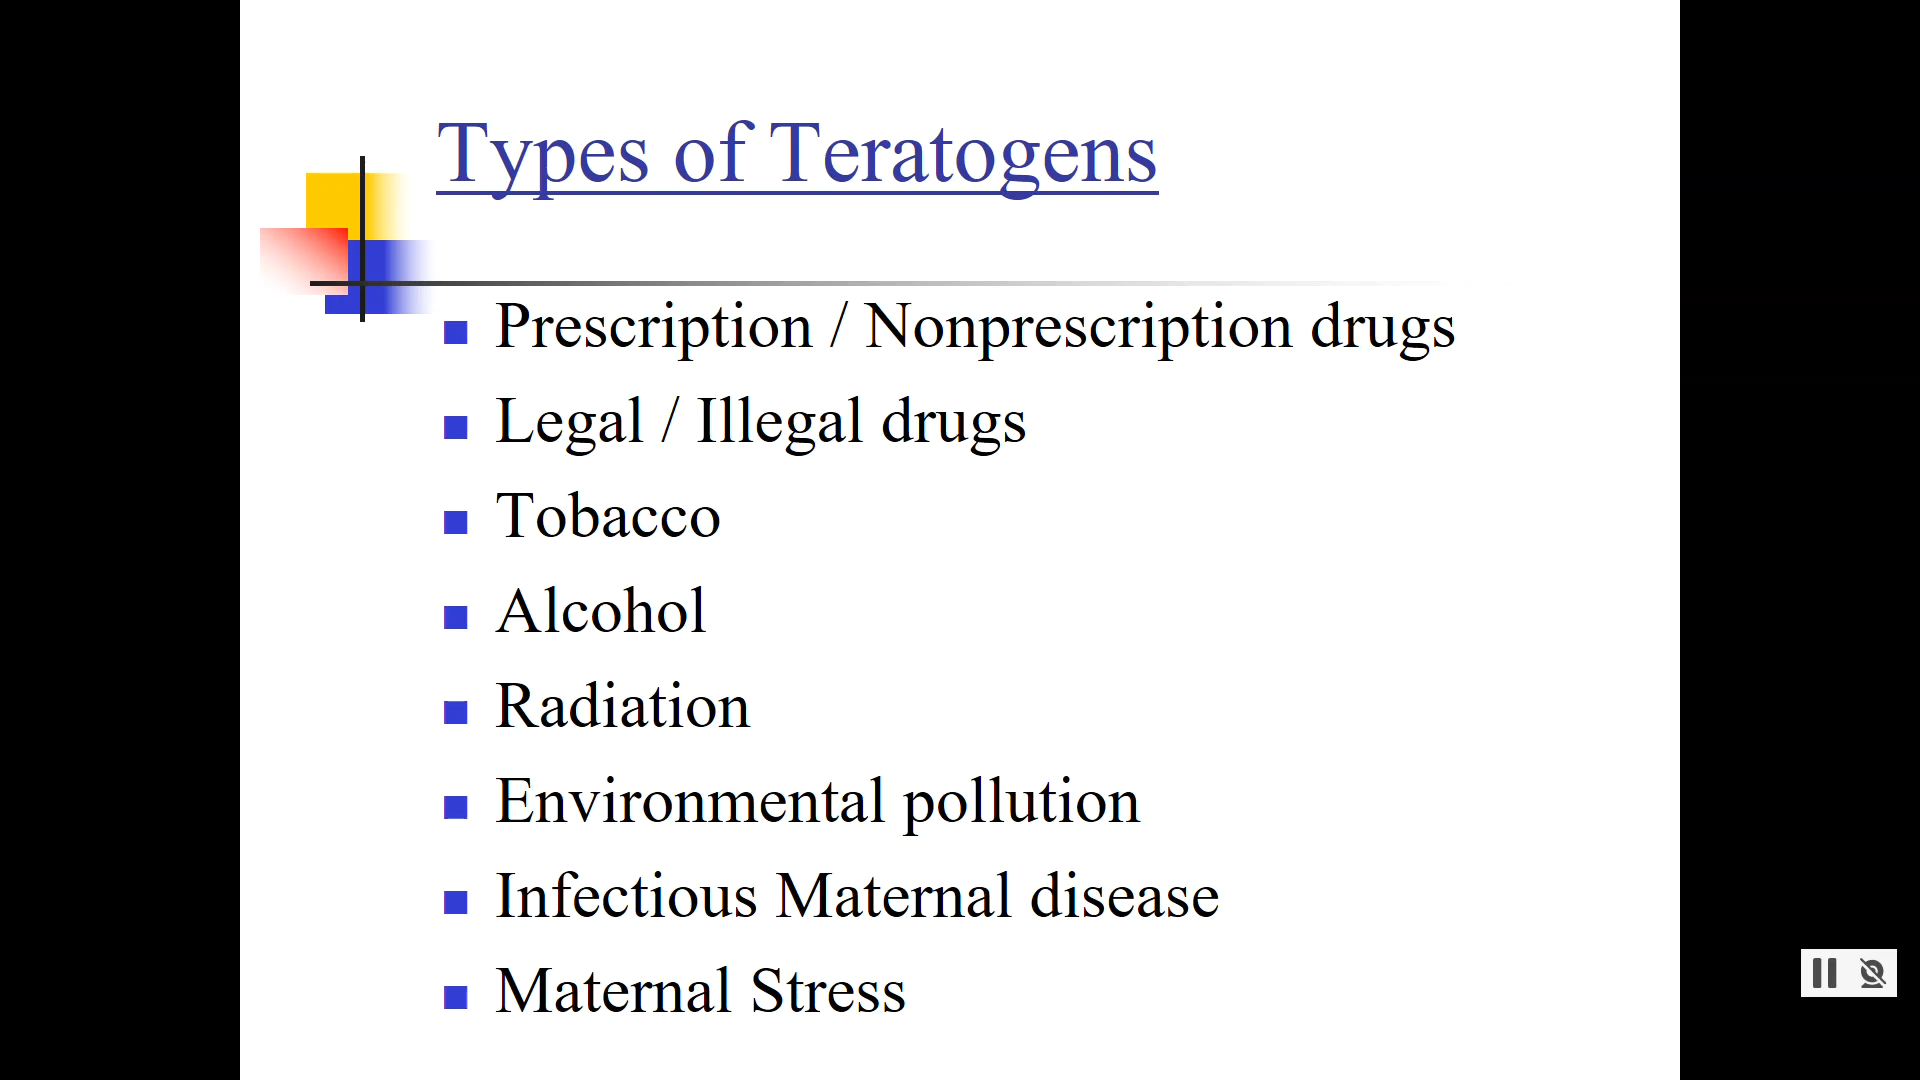 Types of Teratogens
Prescription / Nonprescription drugs
Legal / Illegal drugs
Tobacco
Alcohol
Radiation
Environmental pollution
Infectious Maternal disease
Maternal Stress